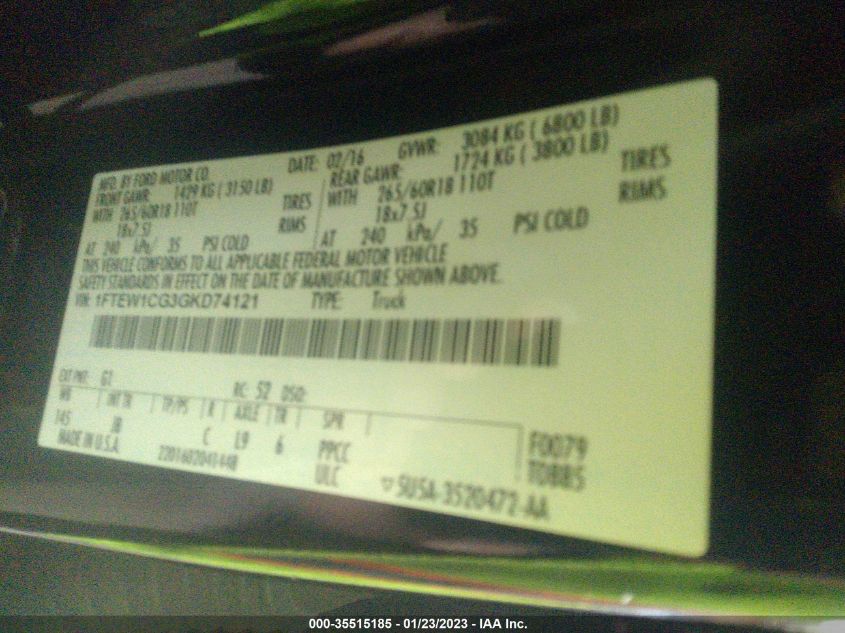 MFD. BY FORD MOTOR CO. DATE: 02/16 GVWR: 3084 KG ( 6800 LB)
FRONT GAWR: 1429 KG ( 3150 LB) REAR GAWR: 1724 KG ( 3800 LB)
WITH 265/60R18 110T TIRES WITH 265/60R18 110T TIRES
18x7.5J RIMS 18x7.5J RIMS
AT 240 kPa/ 35 PSI COLD AT 240 kPa/ 35 PSI COLD
THIS VEHICLE CONFORMS TO ALL APPLICABLE FEDERAL MOTOR VEHICLE
SAFETY STANDARDS IN EFFECT ON THE DATE OF MANUFACTURE SHOWN ABOVE.
VIN: 1FTEW1CG3GKD74121 TYPE: Truck
EXT PNT: G1 RC: 52 DSO:
WB INT TR TP/PS R AXLE TR SPR
145 JB C L9 6 PPCC F0079
MADE IN U.S.A. ULC T0885
▽ 5U5A-3520472-AA
000-35515185 - 01/23/2023 - IAA Inc.